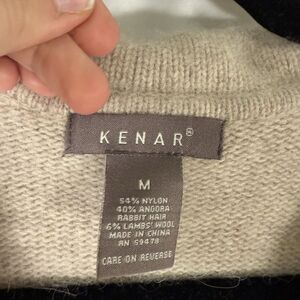 KENAR®
M
54% NYLON
40% ANGORA
RABBIT HAIR
6% LAMBS' WOOL
MADE IN CHINA
RN 59478
CARE ON REVERSE